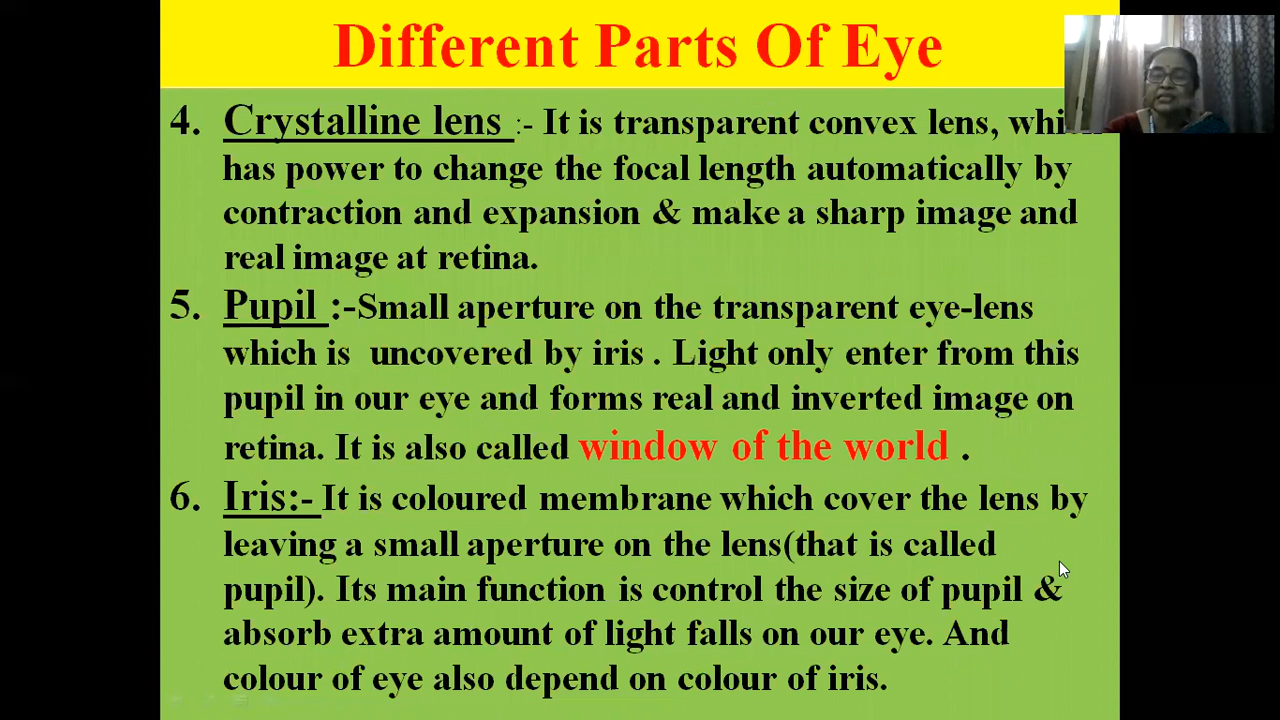 Different Parts Of Eye
4. Crystalline lens :- It is transparent convex lens,
has power to change the focal length automatically by
contraction and expansion & make a sharp image and
real image at retina.
5. Pupil :-Small aperture on the transparent eye-lens
which is uncovered by iris . Light only enter from this
pupil in our eye and forms real and inverted image on
retina. It is also called window of the world .
6. Iris:- It is coloured membrane which cover the lens by
leaving a small aperture on the lens(that is called
pupil). Its main function is control the size of pupil &
absorb extra amount of light falls on our eye. And
colour of eye also depend on colour of iris.